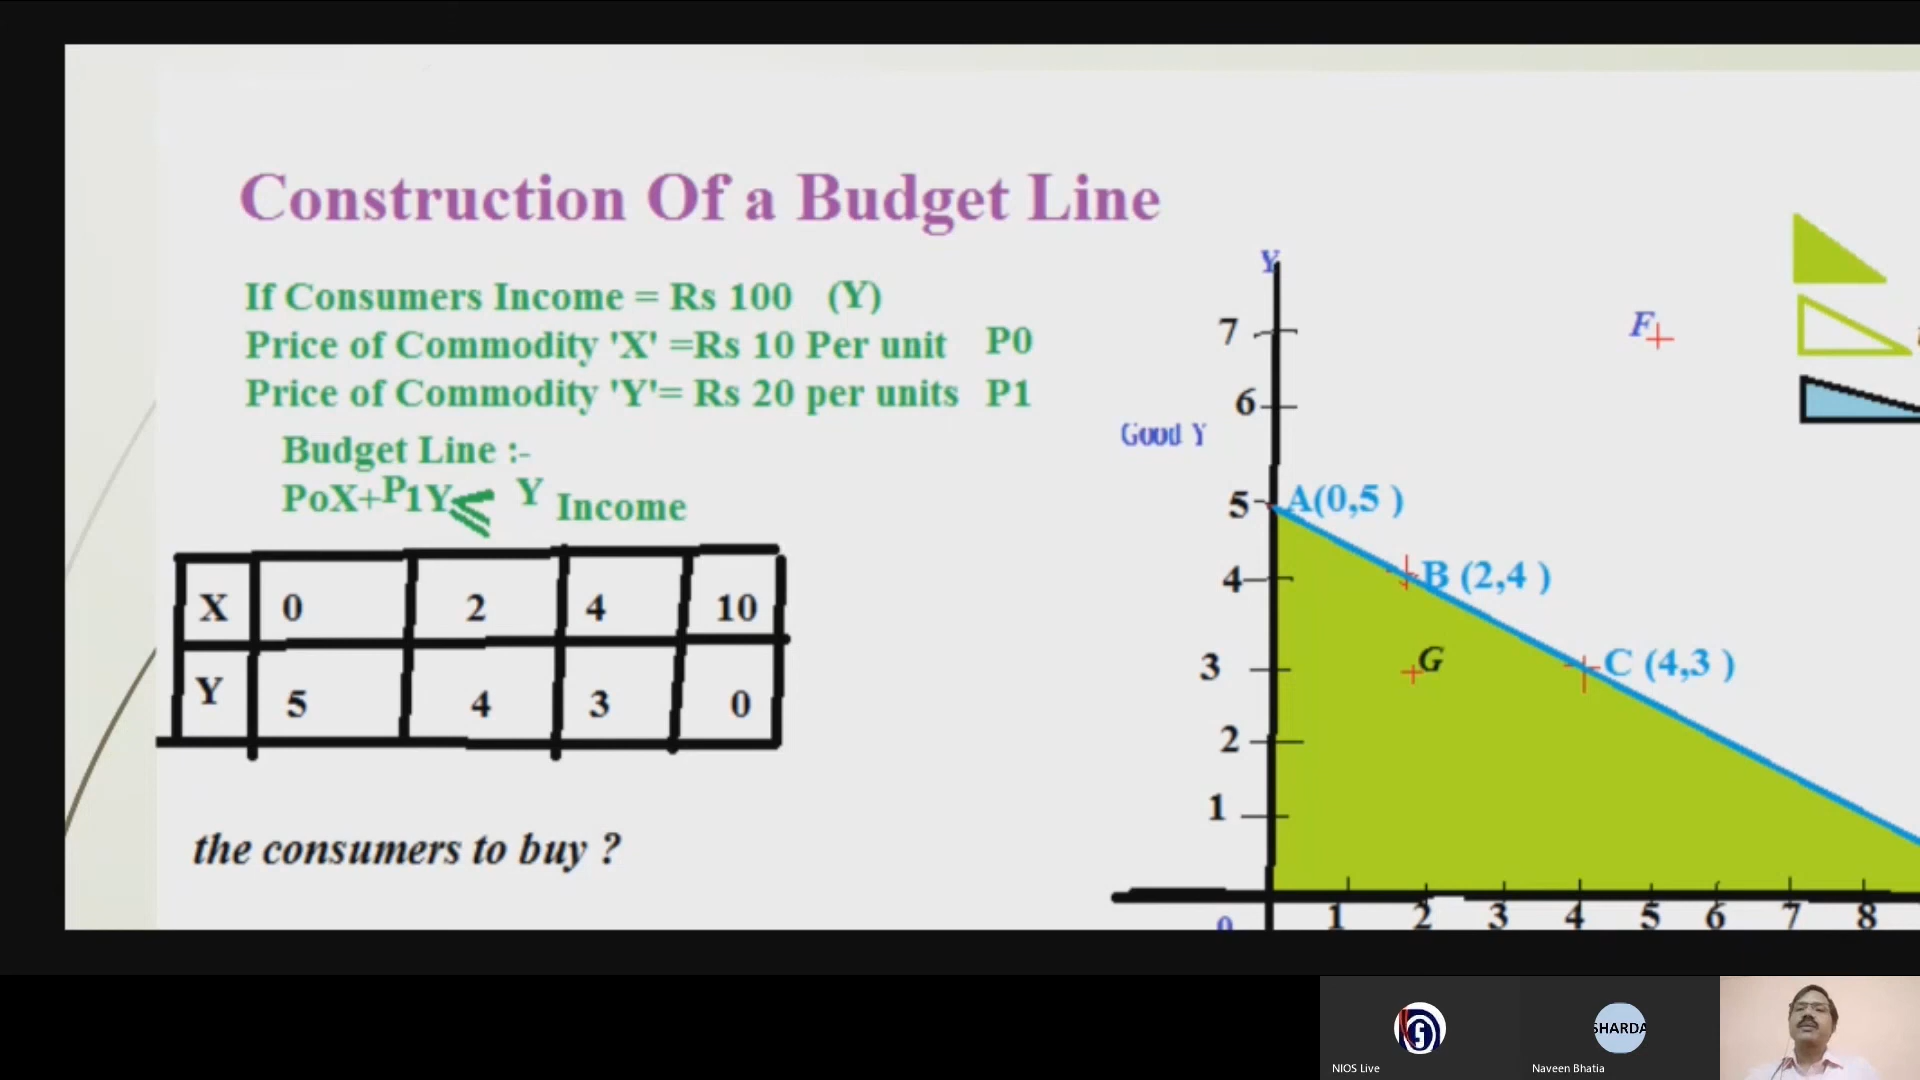 Construction Of a Budget Line
If Consumers Income = Rs 100 (Y)
Price of Commodity 'X' =Rs 10 Per unit P0
Price of Commodity 'Y'= Rs 20 per units P1
Budget Line :-
PoX+P1Y ≤ Y Income
X 0 2 4 10
Y 5 4 3 0
the consumers to buy ?
Y
7
F
6
Good Y
5 A(0,5 )
4 B (2,4 )
G
3 C (4,3 )
2
1
0 1 2 3 4 5 6 7 8
SHARDA
NIOS Live
Naveen Bhatia